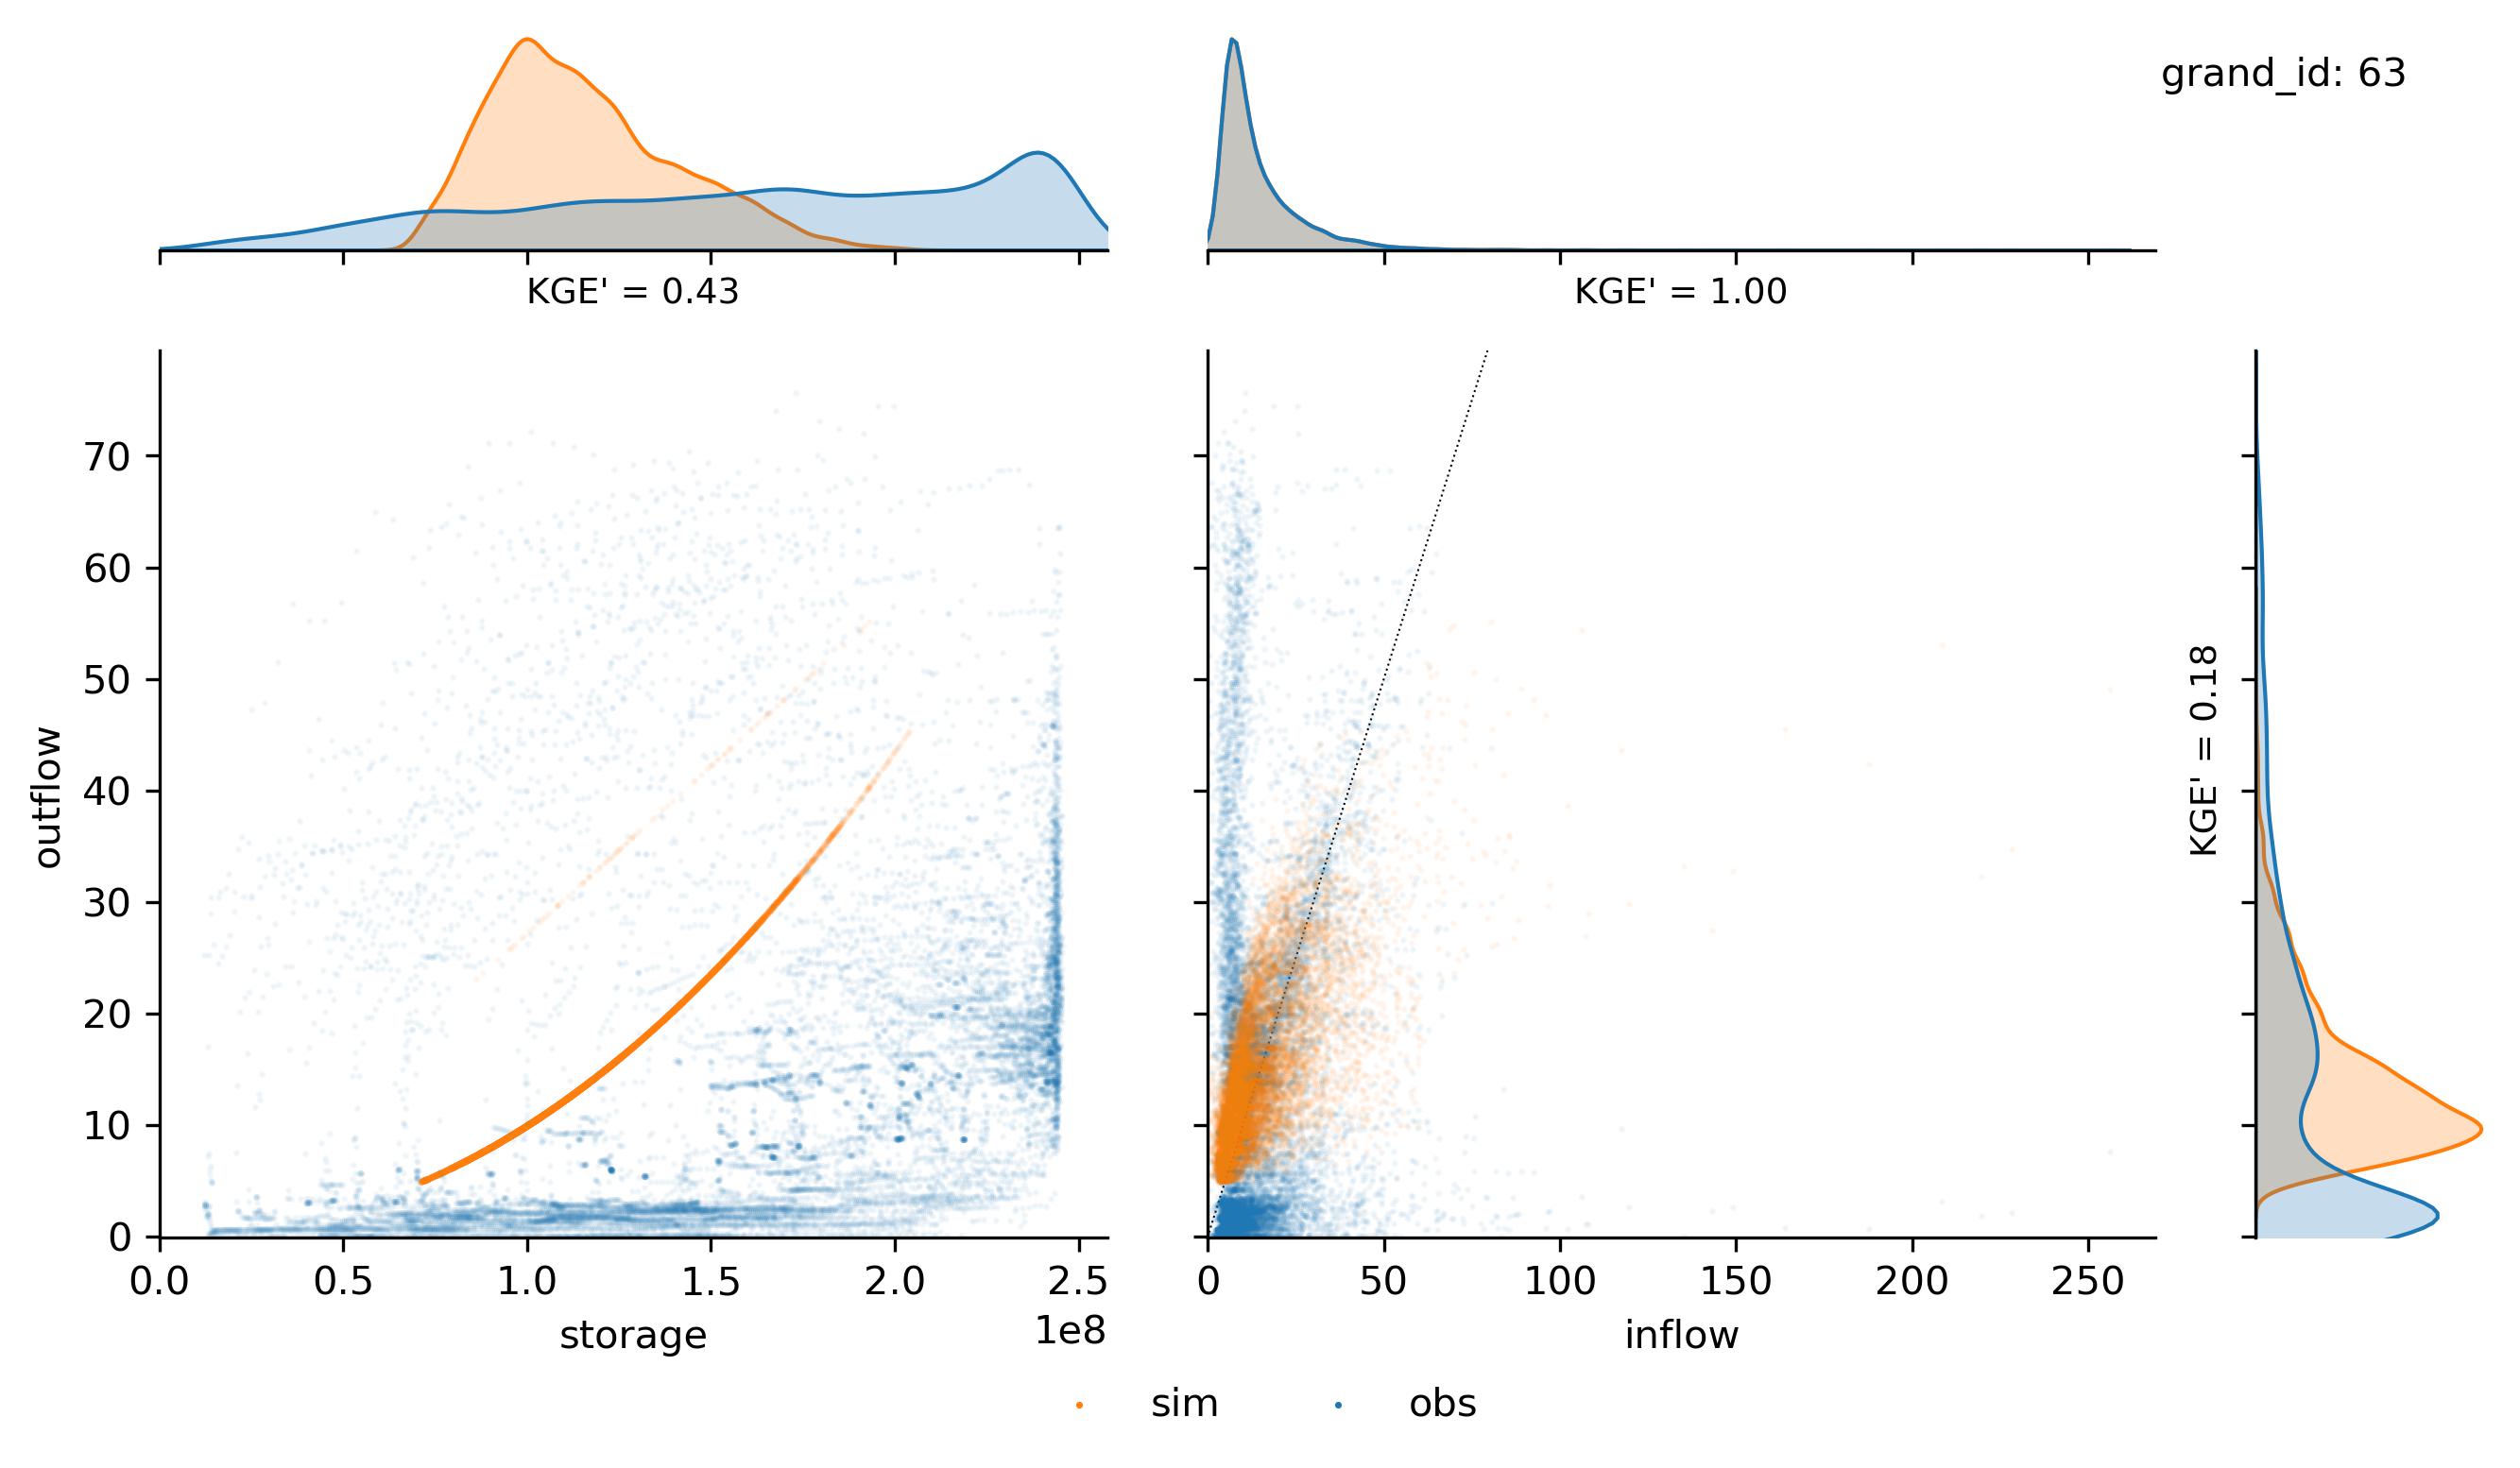 grand_id: 63
KGE' = 0.43
KGE' = 1.00
70
60
50
40
30
20
10
0
outflow
KGE' = 0.18
0.0 0.5 1.0 1.5 2.0 2.5
storage
1e8
0 50 100 150 200 250
inflow
sim obs